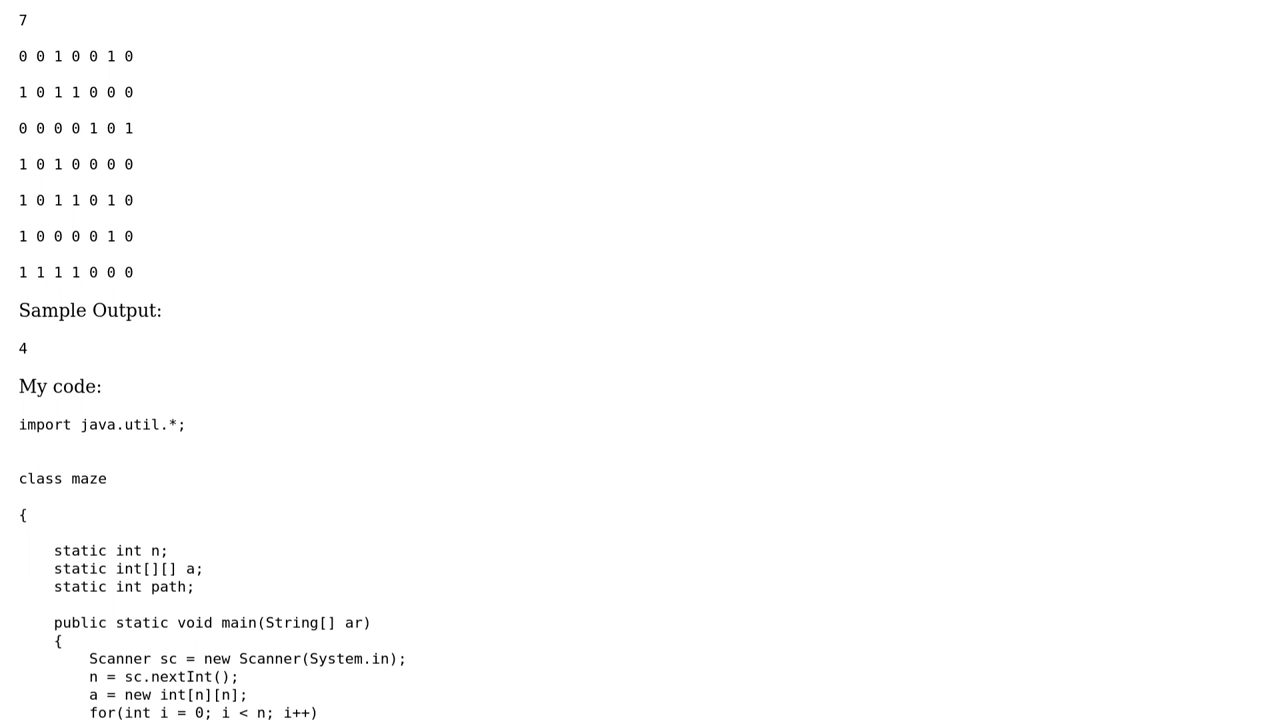 7
0 0 1 0 0 1 0
1 0 1 1 0 0 0
0 0 0 0 1 0 1
1 0 1 0 0 0 0
1 0 1 1 0 1 0
1 0 0 0 0 1 0
1 1 1 1 0 0 0
Sample Output:
4
My code:
import java.util.*;
class maze
{
    static int n;
    static int[][] a;
    static int path;
    public static void main(String[] ar)
    {
        Scanner sc = new Scanner(System.in);
        n = sc.nextInt();
        a = new int[n][n];
        for(int i = 0; i < n; i++)